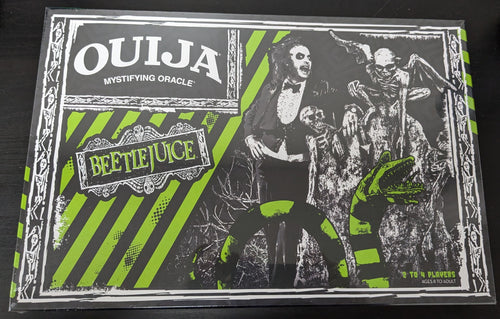 OUIJA
MYSTIFYING ORACLE
BEETLEJUICE
2 TO 4 PLAYERS
AGES 8 TO ADULT